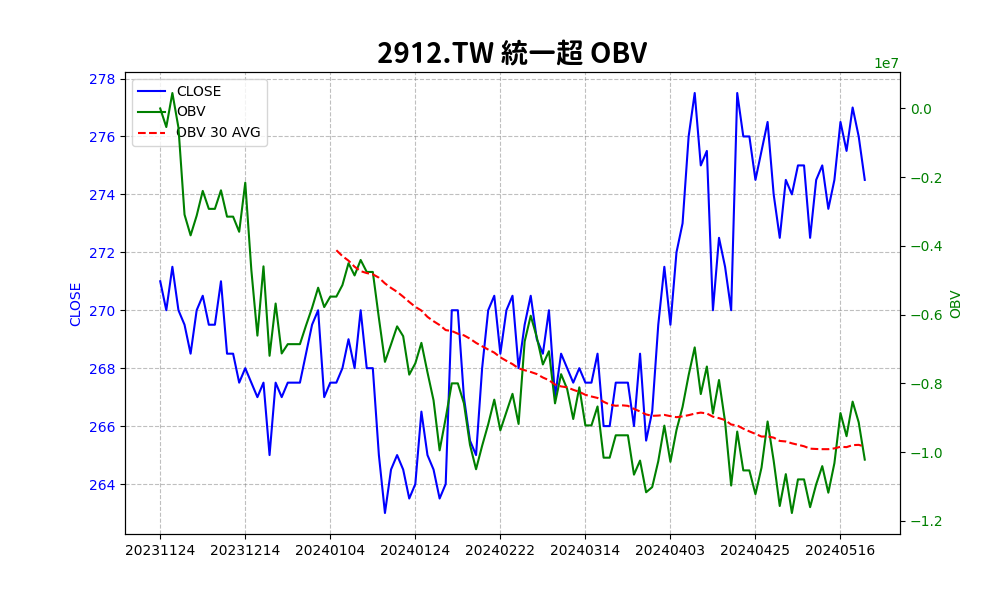 2912.TW 統一超 OBV
1e7
CLOSE
OBV
OBV 30 AVG
278
276
274
272
270
268
266
264
CLOSE
0.0
−0.2
−0.4
−0.6
−0.8
−1.0
−1.2
OBV
20231124 20231214 20240104 20240124 20240222 20240314 20240403 20240425 20240516